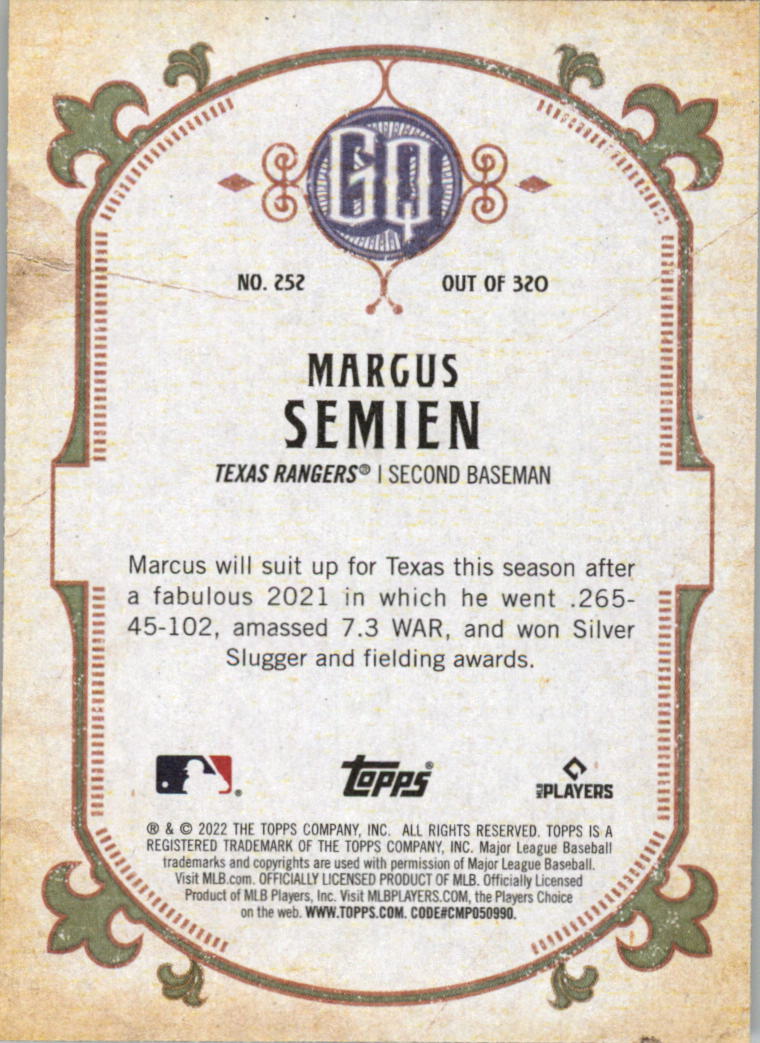 GQ
NO. 252 OUT OF 320
MARCUS
SEMIEN
TEXAS RANGERS® | SECOND BASEMAN
Marcus will suit up for Texas this season after
a fabulous 2021 in which he went .265-
45-102, amassed 7.3 WAR, and won Silver
Slugger and fielding awards.
topps® MLB PLAYERS
® & © 2022 THE TOPPS COMPANY, INC. ALL RIGHTS RESERVED. TOPPS IS A
REGISTERED TRADEMARK OF THE TOPPS COMPANY, INC. Major League Baseball
trademarks and copyrights are used with permission of Major League Baseball.
Visit MLB.com. OFFICIALLY LICENSED PRODUCT OF MLB. Officially Licensed
Product of MLB Players, Inc. Visit MLBPLAYERS.COM, the Players Choice
on the web. WWW.TOPPS.COM. CODE#CMP050990.